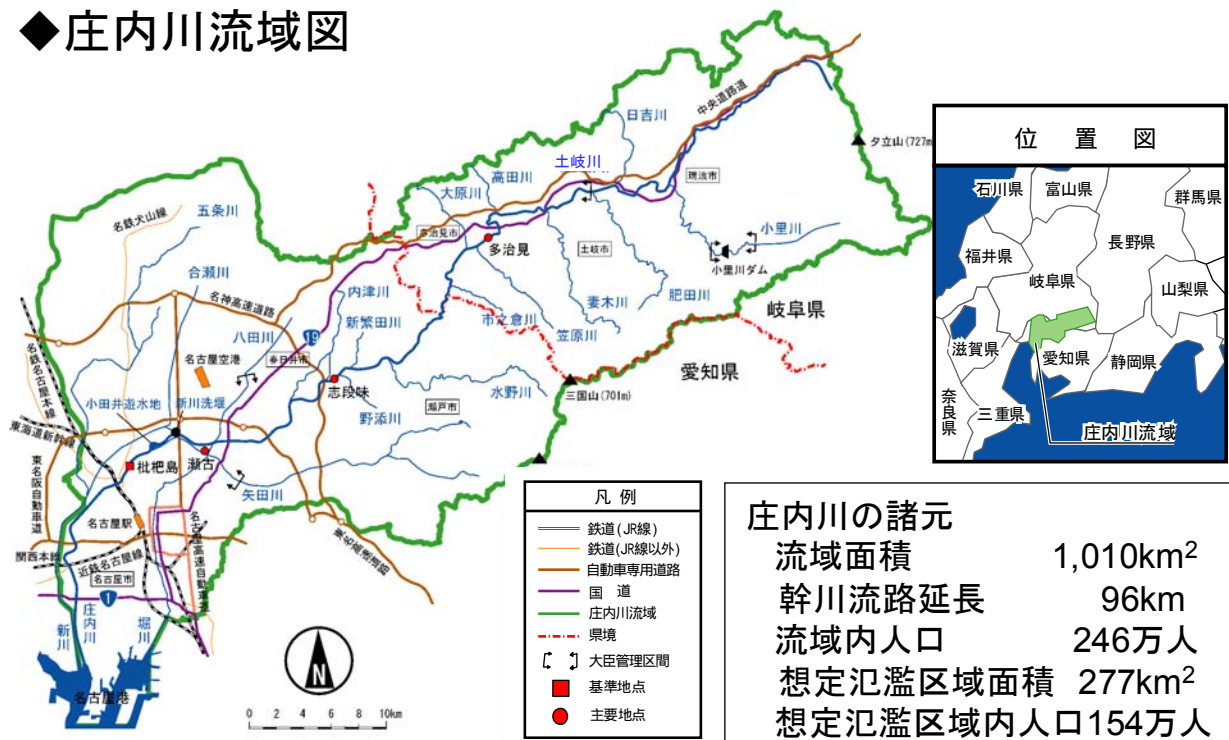 ◆庄内川流域図
日吉川
中央道路道
夕立山(727m
土岐川
高田川
大原川
瑞浪市
多治見市
多治見
土岐市
小里川
小里川ダム
五条川
名鉄犬山線
合瀬川
名神高速道路
内津川
新繁田川
八田川
19
春日井市
市之倉川
笠原川
妻木川
肥田川
岐阜県
愛知県
名鉄名古屋本線
名古屋空港
志段味
三国山(701m)
水野川
瀬戸市
小田井遊水地
新川洗堰
野添川
東海道新幹線
枇杷島
瀬古
矢田川
東名阪自動車道
名古屋駅
名古屋高速自動車道
東名高速道路
関西本線
近鉄名古屋線
名古屋市
1
新川
庄内川
堀川
名古屋港
N
0 2 4 6 8 10km
位置図
石川県
富山県
群馬県
福井県
長野県
岐阜県
山梨県
滋賀県
愛知県
静岡県
奈良県
三重県
庄内川流域
凡例
鉄道(JR線)
鉄道(JR線以外)
自動車専用道路
国 道
庄内川流域
県境
大臣管理区間
基準地点
主要地点
庄内川の諸元
流域面積 1,010km²
幹川流路延長 96km
流域内人口 246万人
想定氾濫区域面積 277km²
想定氾濫区域内人口154万人